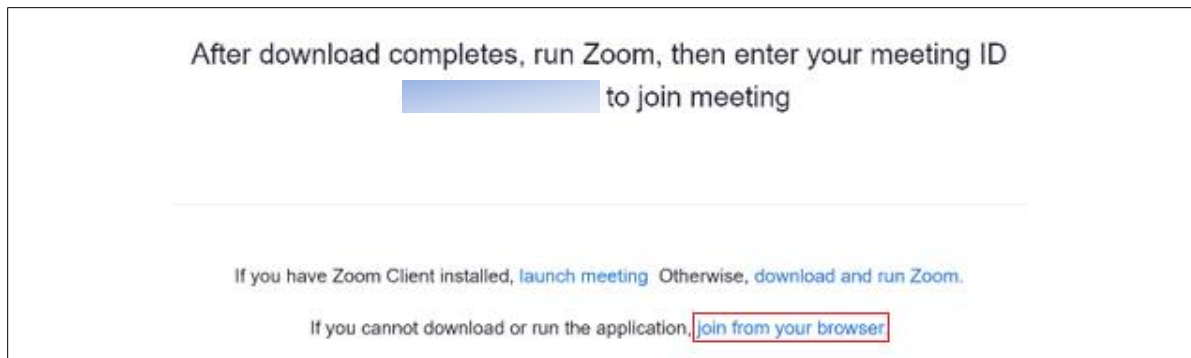 After download completes, run Zoom, then enter your meeting ID
to join meeting
If you have Zoom Client installed, launch meeting Otherwise, download and run Zoom.
If you cannot download or run the application, join from your browser.